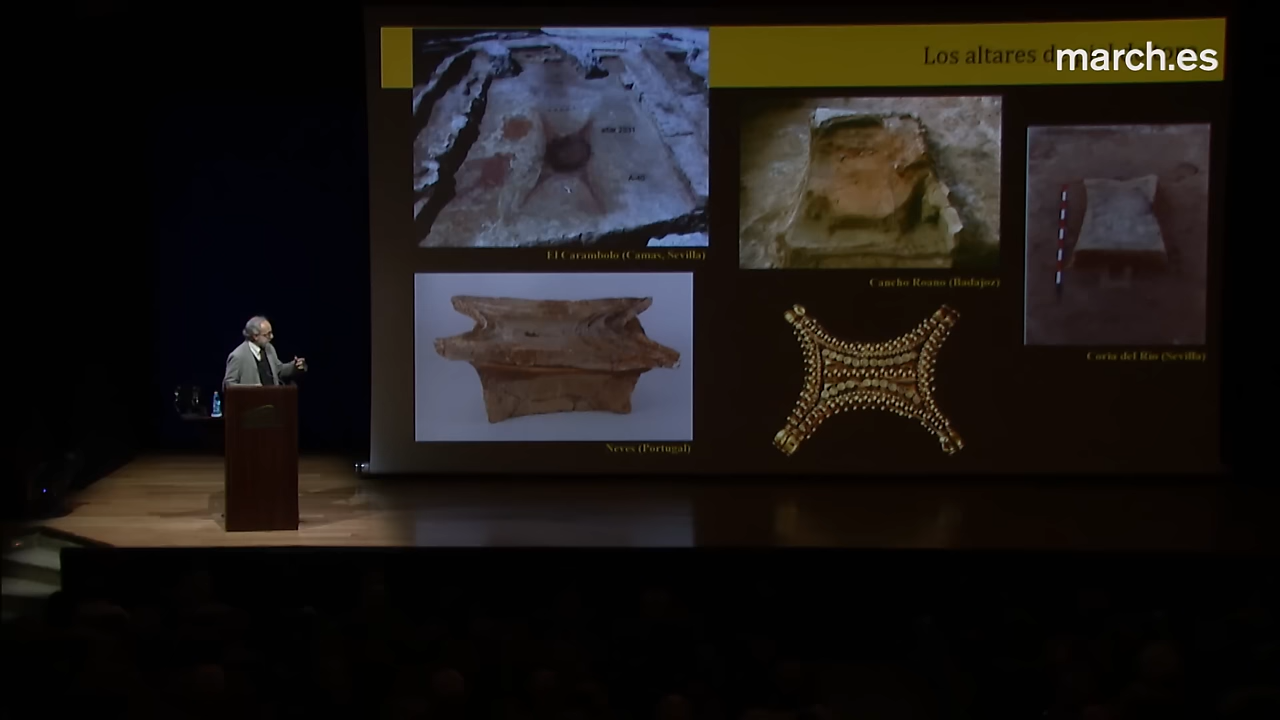 Los altares
march.es
El Carambolo (Camas, Sevilla)
Cancho Roano (Badajoz)
Coria del Río (Sevilla)
Neves (Portugal)